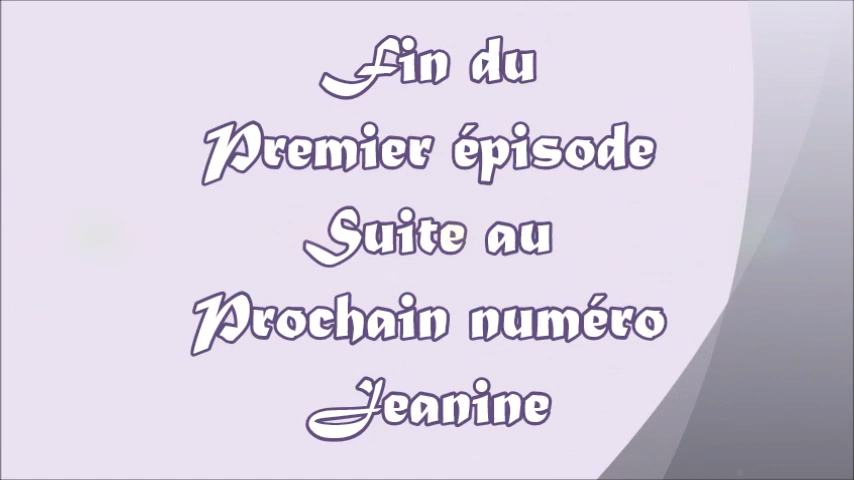 Fin du
Premier épisode
Suite au
Prochain numéro
Jeanine